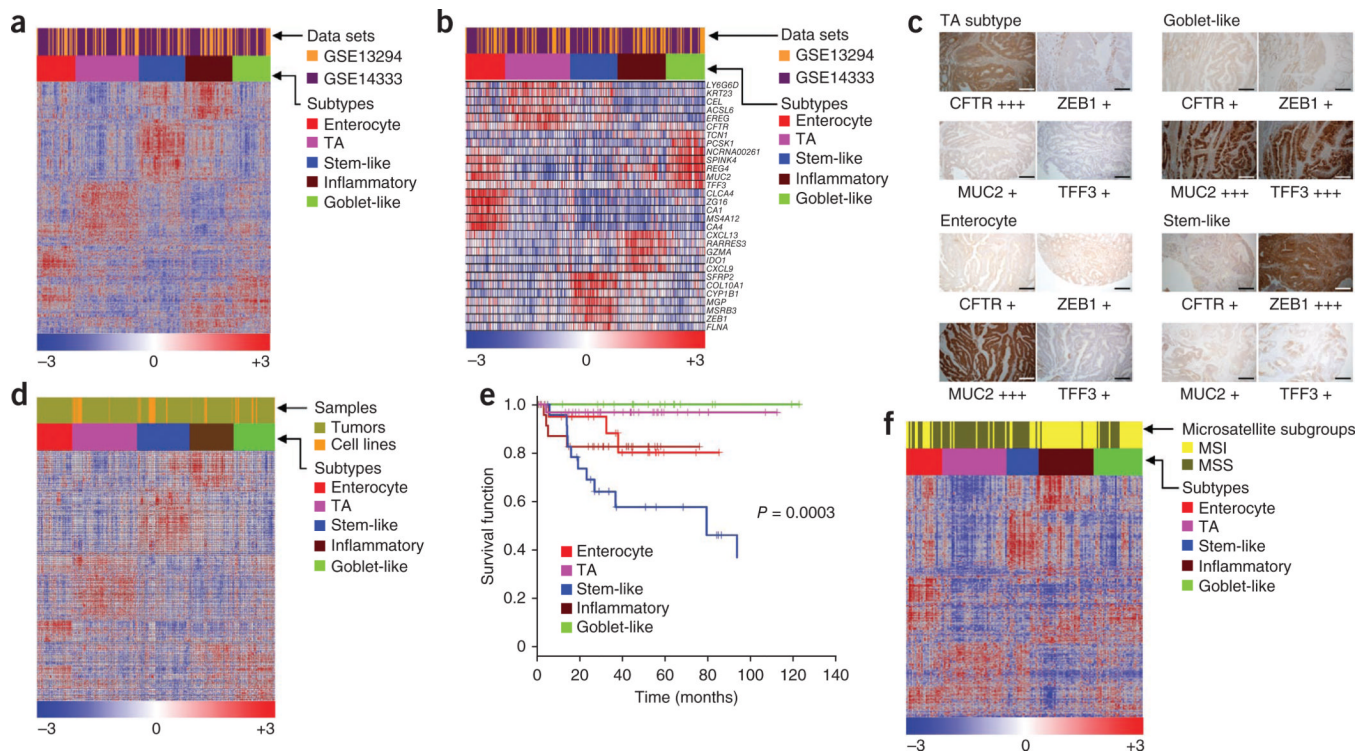 a
Data sets
GSE13294
GSE14333
Subtypes
Enterocyte
TA
Stem-like
Inflammatory
Goblet-like
–3 0 +3
b
Data sets
GSE13294
GSE14333
Subtypes
Enterocyte
TA
Stem-like
Inflammatory
Goblet-like
LY6G6D
KRT23
CEL
ACSL6
EREG
CFTR
TCN1
PCSK1
NCRNA00261
SPINK4
REG4
MUC2
TFF3
CLCA4
ZG16
CA1
MS4A12
CA4
CXCL13
RARRES3
GZMA
IDO1
CXCL9
SFRP2
COL10A1
CYP1B1
MGP
MSRB3
ZEB1
FLNA
–3 0 +3
c
TA subtype Goblet-like
CFTR +++ ZEB1 + CFTR + ZEB1 +
MUC2 + TFF3 + MUC2 +++ TFF3 +++
Enterocyte Stem-like
CFTR + ZEB1 + CFTR + ZEB1 +++
MUC2 +++ TFF3 + MUC2 + TFF3 +
d
Samples
Tumors
Cell lines
Subtypes
Enterocyte
TA
Stem-like
Inflammatory
Goblet-like
–3 0 +3
e
Survival function
1.0
0.8
0.6
0.4
0.2
0
P = 0.0003
Enterocyte
TA
Stem-like
Inflammatory
Goblet-like
0 20 40 60 80 100 120 140
Time (months)
f
Microsatellite subgroups
MSI
MSS
Subtypes
Enterocyte
TA
Stem-like
Inflammatory
Goblet-like
–3 0 +3